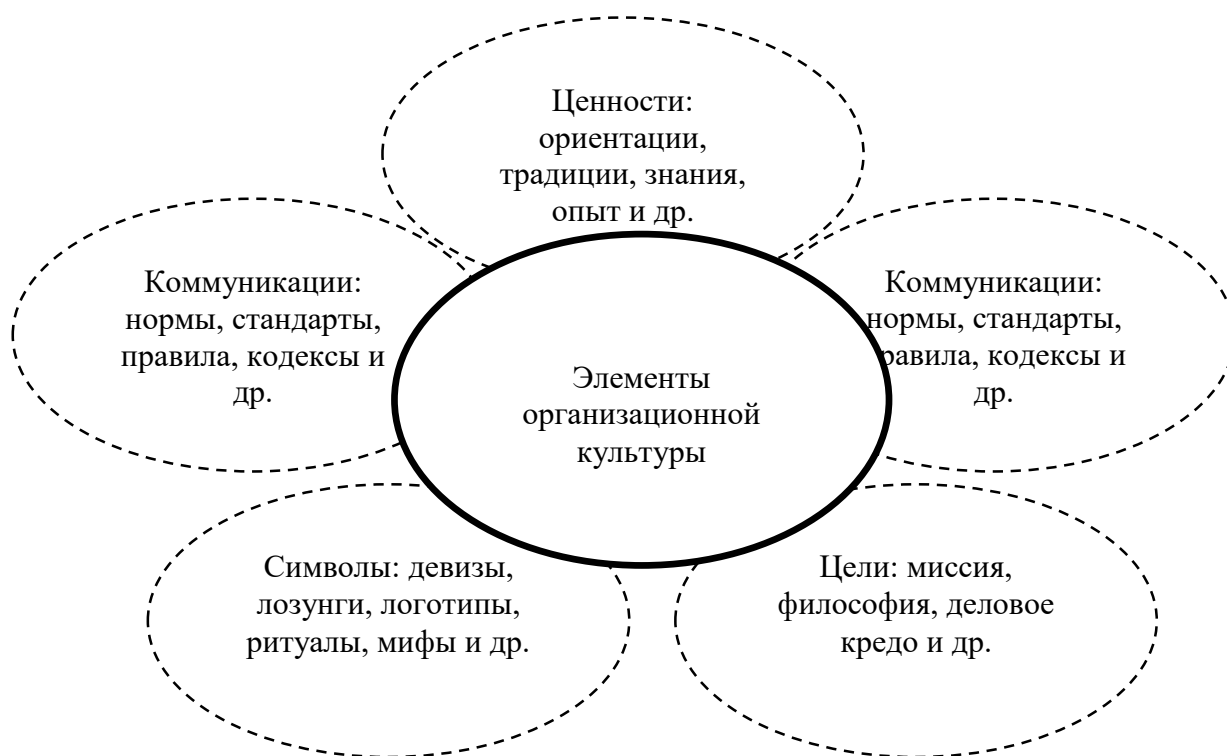 Ценности:
ориентации,
традиции, знания,
опыт и др.
Коммуникации:
нормы, стандарты,
правила, кодексы и
др.
Коммуникации:
нормы, стандарты,
равила, кодексы и
др.
Элементы
организационной
культуры
Символы: девизы,
лозунги, логотипы,
ритуалы, мифы и др.
Цели: миссия,
философия, деловое
кредо и др.